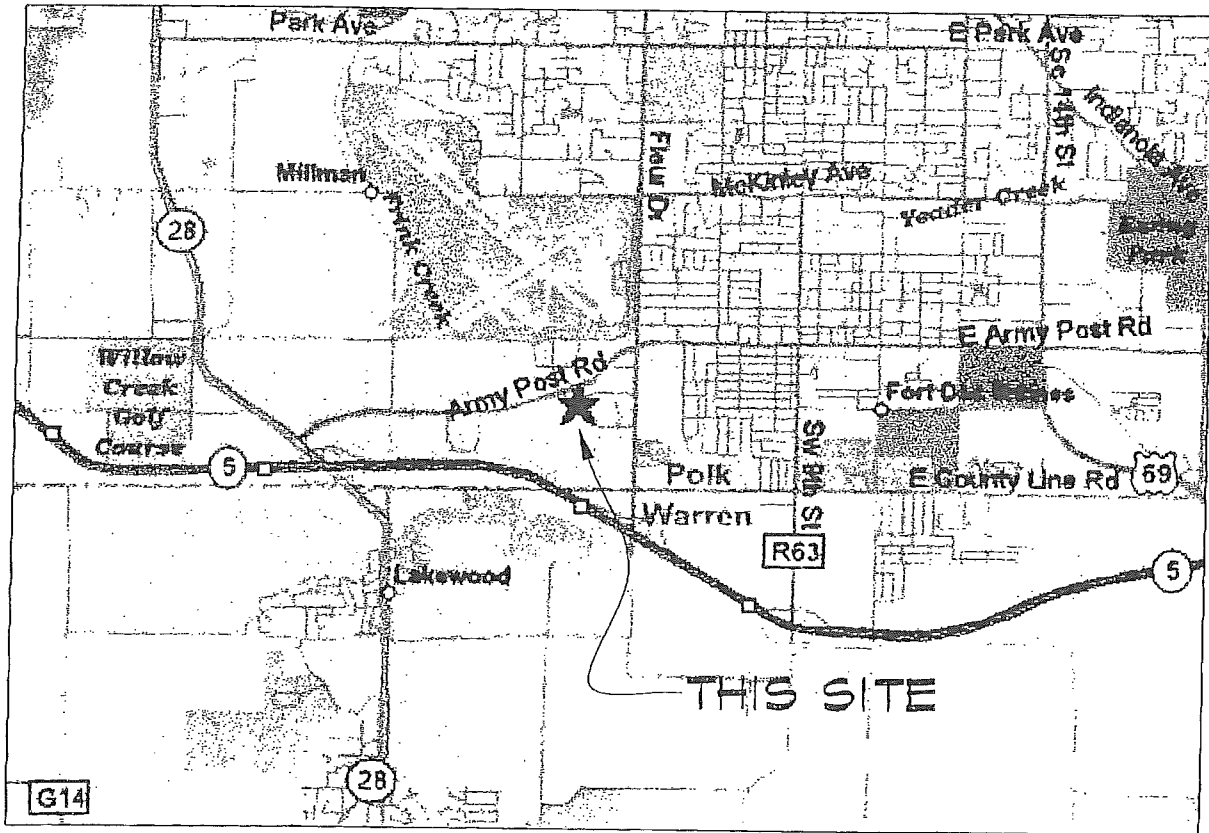 Park Ave
E Park Ave
SE 14th St
Indianola Ave
Millman
Frink Creek
28
Fleur Dr
McKinley Ave
Yeader Creek
Park
E Army Post Rd
Willow
Creek
Golf
Course
Army Post Rd
Fort Des Moines
5
Polk
SW 9th St
E County Line Rd
69
Warren
R63
5
Lakewood
THIS SITE
28
G14